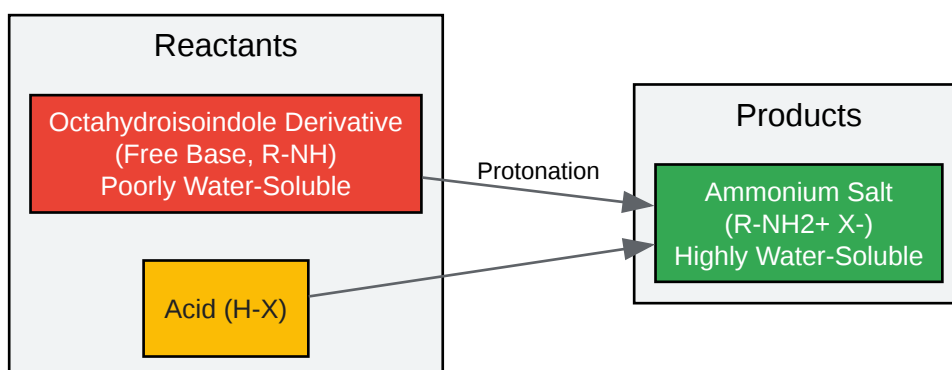 Reactants
Octahydroisoindole Derivative
(Free Base, R-NH)
Poorly Water-Soluble
Acid (H-X)
Protonation
Products
Ammonium Salt
(R-NH2+ X-)
Highly Water-Soluble